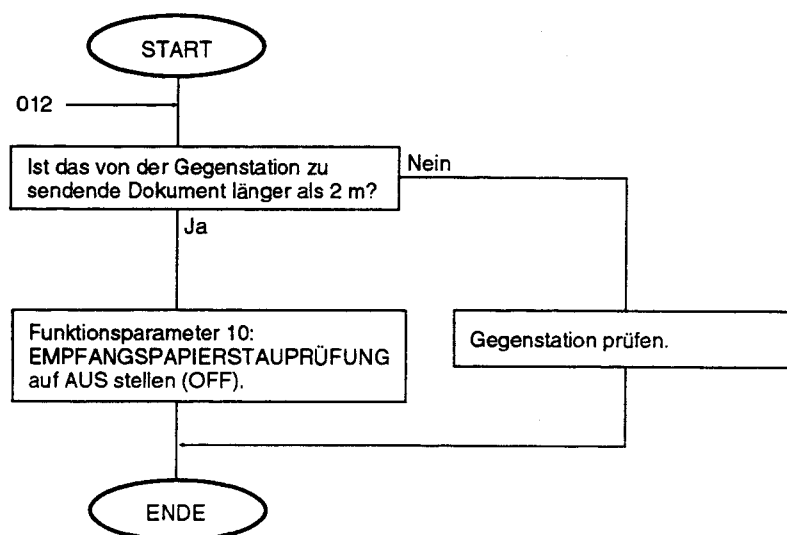 START
012
Ist das von der Gegenstation zu
sendende Dokument länger als 2 m?
Nein
Ja
Funktionsparameter 10:
EMPFANGSPAPIERSTAUPRÜFUNG
auf AUS stellen (OFF).
Gegenstation prüfen.
ENDE